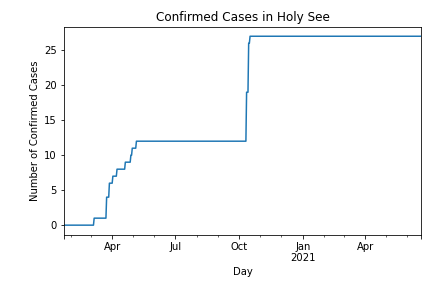 Confirmed Cases in Holy See
Number of Confirmed Cases
25
20
15
10
5
0
Apr Jul Oct Jan Apr
2021
Day